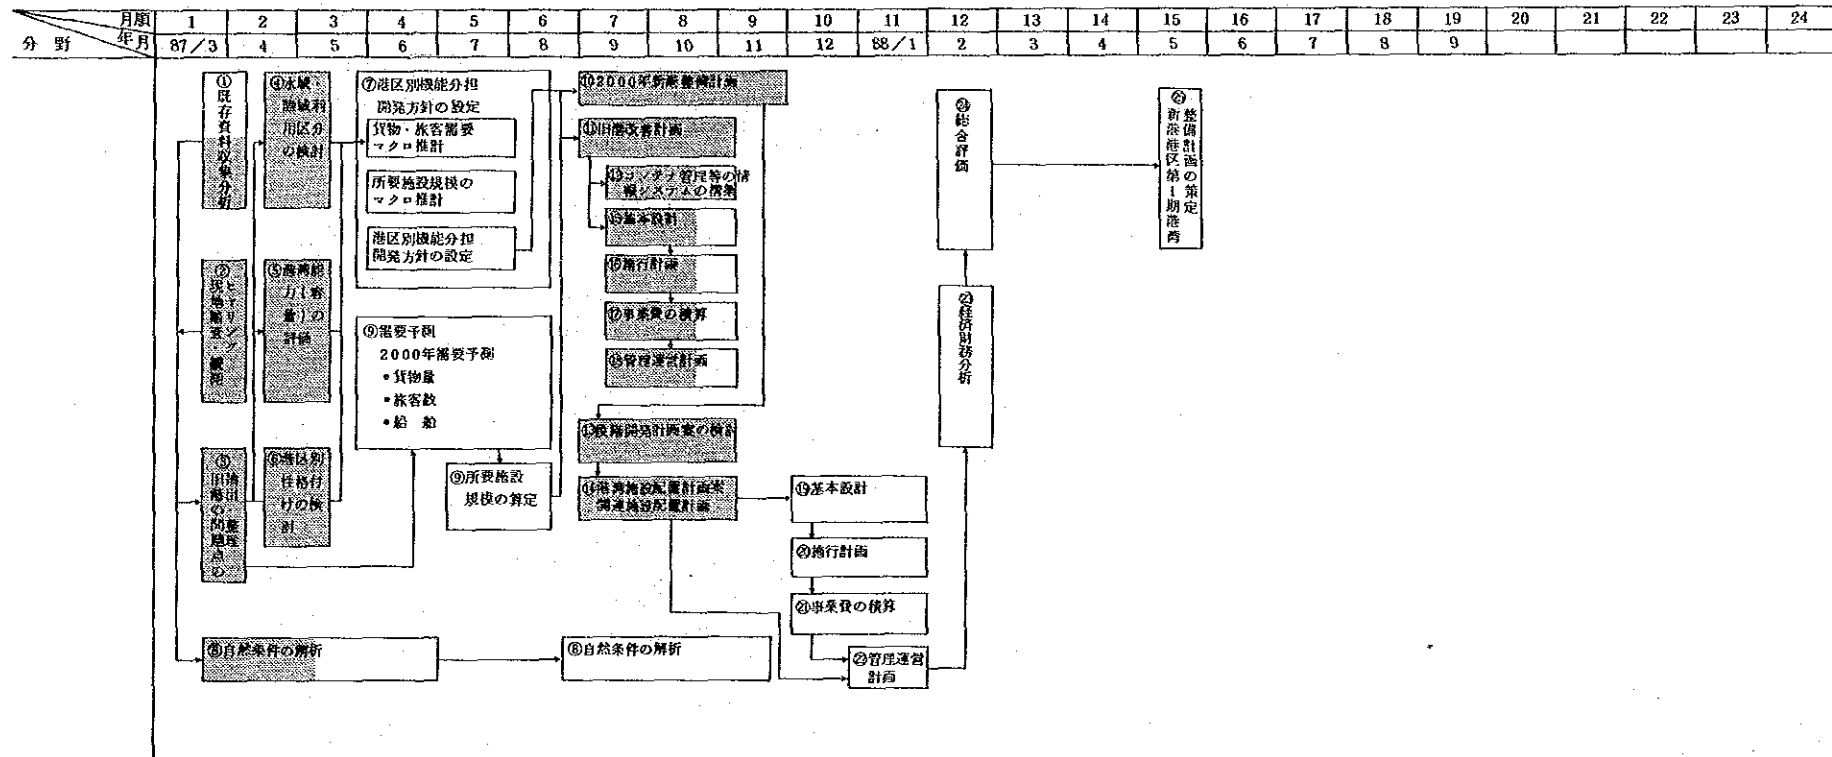 月順 1 2 3 4 5 6 7 8 9 10 11 12 13 14 15 16 17 18 19 20 21 22 23 24
分野 年月 87/3 4 5 6 7 8 9 10 11 12 88/1 2 3 4 5 6 7 8 9
①既存資料収集分析
②ヒヤリング
現地踏査・
③旧港の問題点の
摘出・整理
④水域・
陸域利
用区分
の検討
⑤港湾能
力(容
量)の
評価
⑥港区別
性格付
けの検
討
⑦港区別機能分担
開発方針の設定
貨物・旅客需要
マクロ推計
所要施設規模の
マクロ推計
港区別機能分担
開発方針の設定
⑨需要予測
2000年需要予測
•貨物量
•旅客数
•船舶
⑨所要施設
規模の算定
⑧自然条件の解析
⑧自然条件の解析
⑩2000年新港整備計画
⑪旧港改善計画
⑫コンテナ管理等の情
報システムの構築
⑮基本設計
⑯施行計画
⑰事業費の積算
⑱管理運営計画
⑬段階開発計画案の検討
⑭港湾施設配置計画案
関連施設配置計画
⑲基本設計
⑳施行計画
㉑事業費の積算
㉒管理運営
計画
㉔総合評価
㉓経済財務分析
㉕新港港区第1期港湾
整備計画の策定